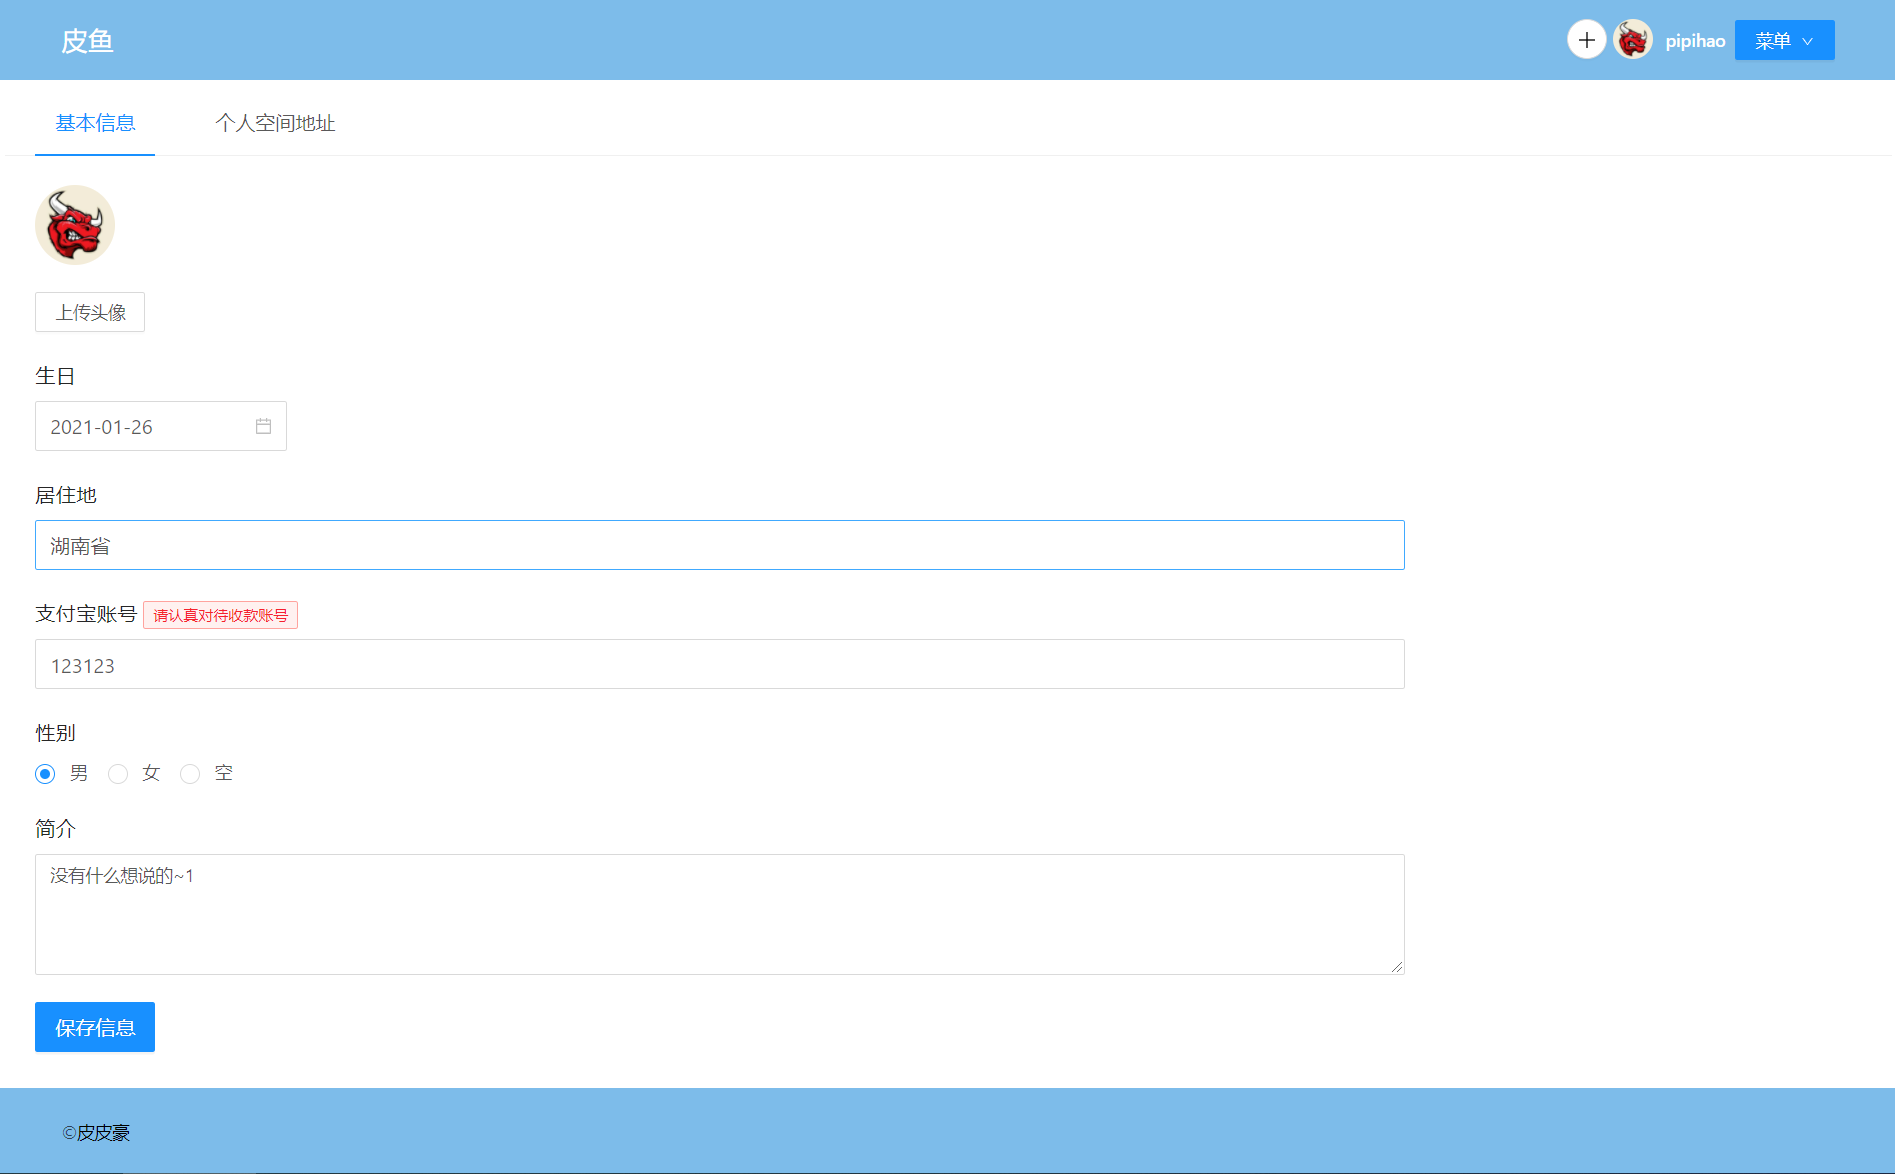 皮鱼
pipihao 菜单
基本信息 个人空间地址
上传头像
生日
2021-01-26
居住地
湖南省
支付宝账号 请认真对待收款账号
123123
性别
男 女 空
简介
没有什么想说的~1
保存信息
©皮皮豪